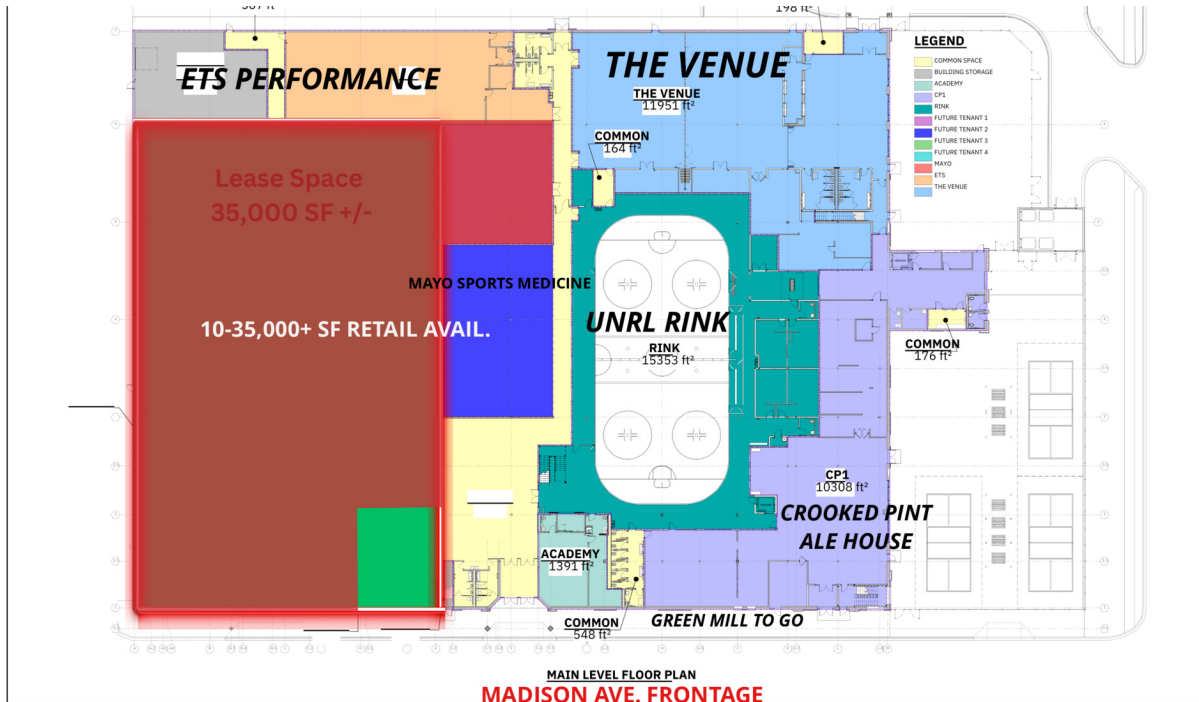 307 ft²
198 ft²
ETS PERFORMANCE
THE VENUE
THE VENUE
11951 ft²
COMMON
164 ft²
LEGEND
COMMON SPACE
BUILDING STORAGE
ACADEMY
CP1
RINK
FUTURE TENANT 1
FUTURE TENANT 2
FUTURE TENANT 3
FUTURE TENANT 4
MAYO
ETS
THE VENUE
Lease Space
35,000 SF +/-
MAYO SPORTS MEDICINE
10-35,000+ SF RETAIL AVAIL.
UNRL RINK
RINK
15353 ft²
COMMON
176 ft²
CP1
10308 ft²
CROOKED PINT
ALE HOUSE
ACADEMY
1391 ft²
COMMON
548 ft²
GREEN MILL TO GO
MAIN LEVEL FLOOR PLAN
MADISON AVE. FRONTAGE